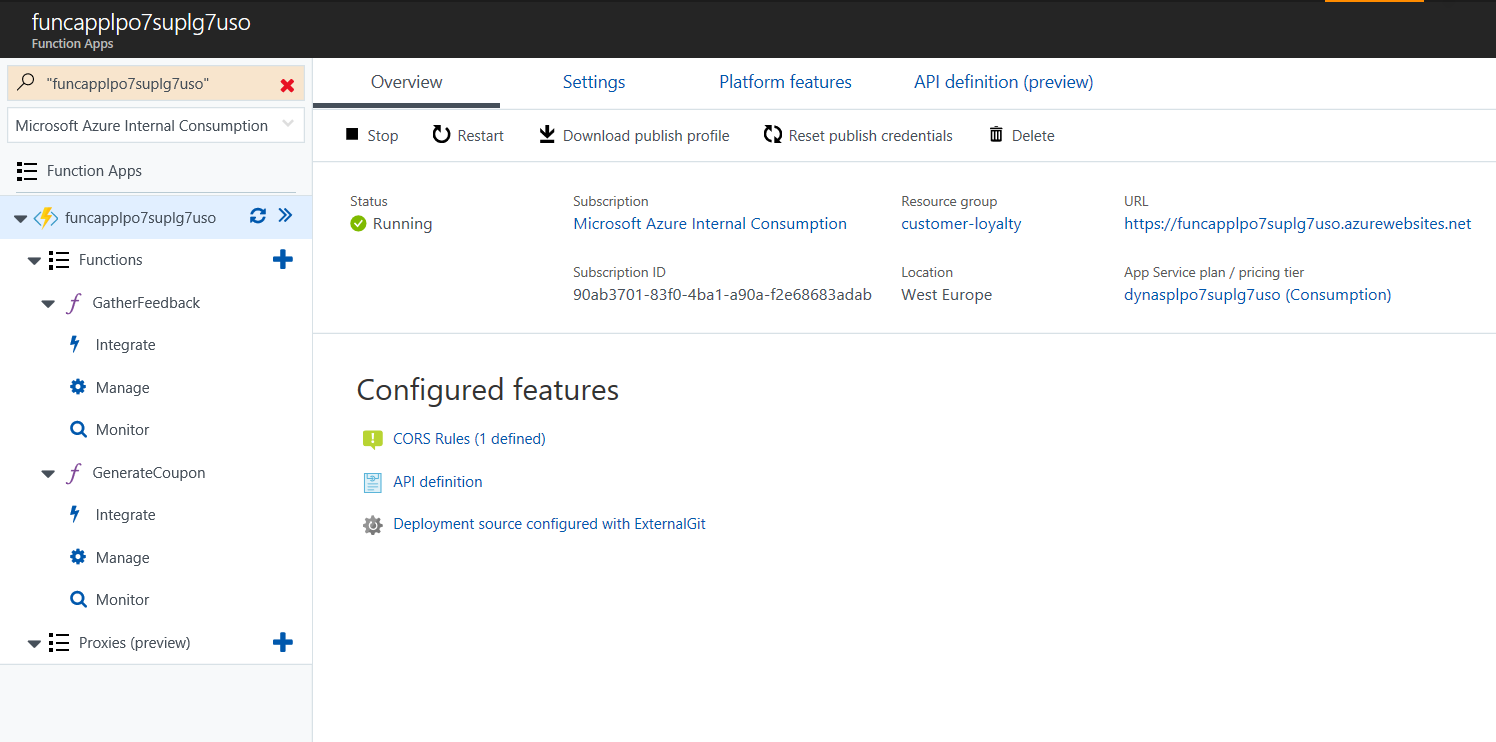 funcapplpo7suplg7uso
Function Apps
"funcapplpo7suplg7uso"
Microsoft Azure Internal Consumption
Function Apps
funcapplpo7suplg7uso
Functions
GatherFeedback
Integrate
Manage
Monitor
GenerateCoupon
Integrate
Manage
Monitor
Proxies (preview)
Overview Settings Platform features API definition (preview)
Stop Restart Download publish profile Reset publish credentials Delete
Status Subscription Resource group URL
Running Microsoft Azure Internal Consumption customer-loyalty https://funcapplpo7suplg7uso.azurewebsites.net
Subscription ID Location App Service plan / pricing tier
90ab3701-83f0-4ba1-a90a-f2e68683adab West Europe dynasplpo7suplg7uso (Consumption)
Configured features
CORS Rules (1 defined)
API definition
Deployment source configured with ExternalGit